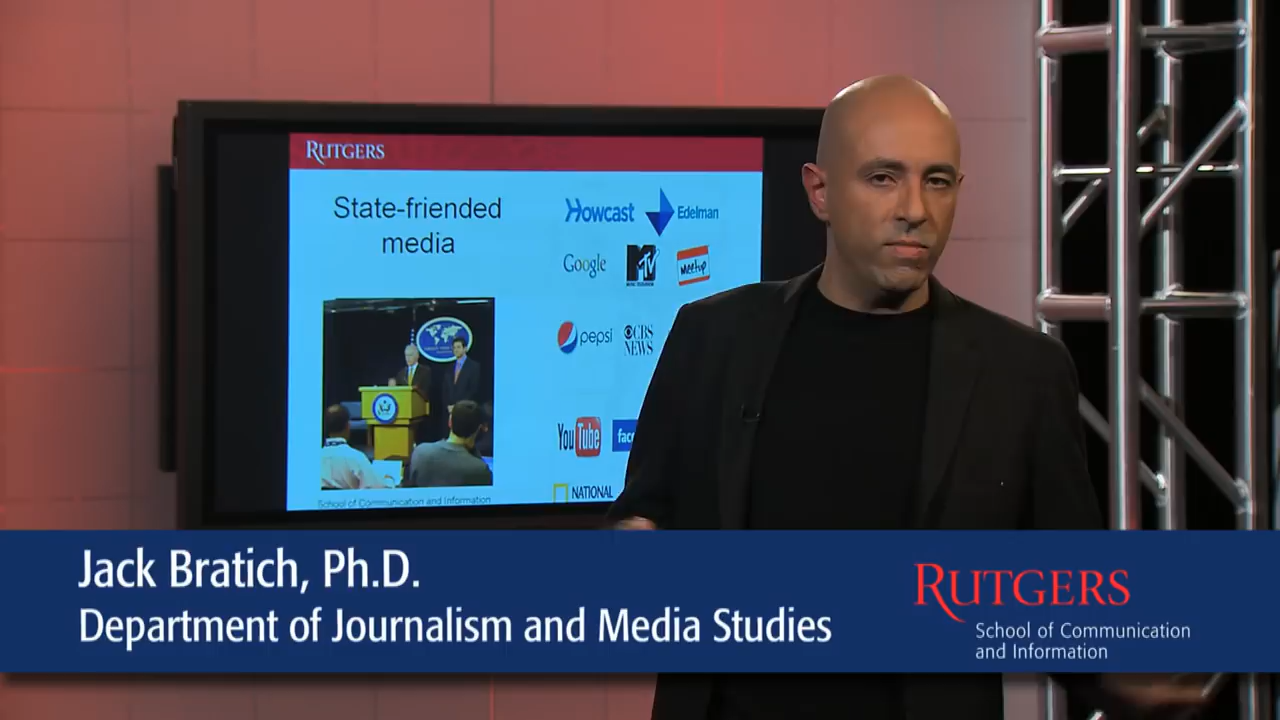 RUTGERS
State-friended
media
Howcast
Edelman
Google
MTV
meetup
pepsi
CBS
NEWS
YouTube
fac
NATIONAL
School of Communication and Information
Jack Bratich, Ph.D.
Department of Journalism and Media Studies
RUTGERS
School of Communication
and Information